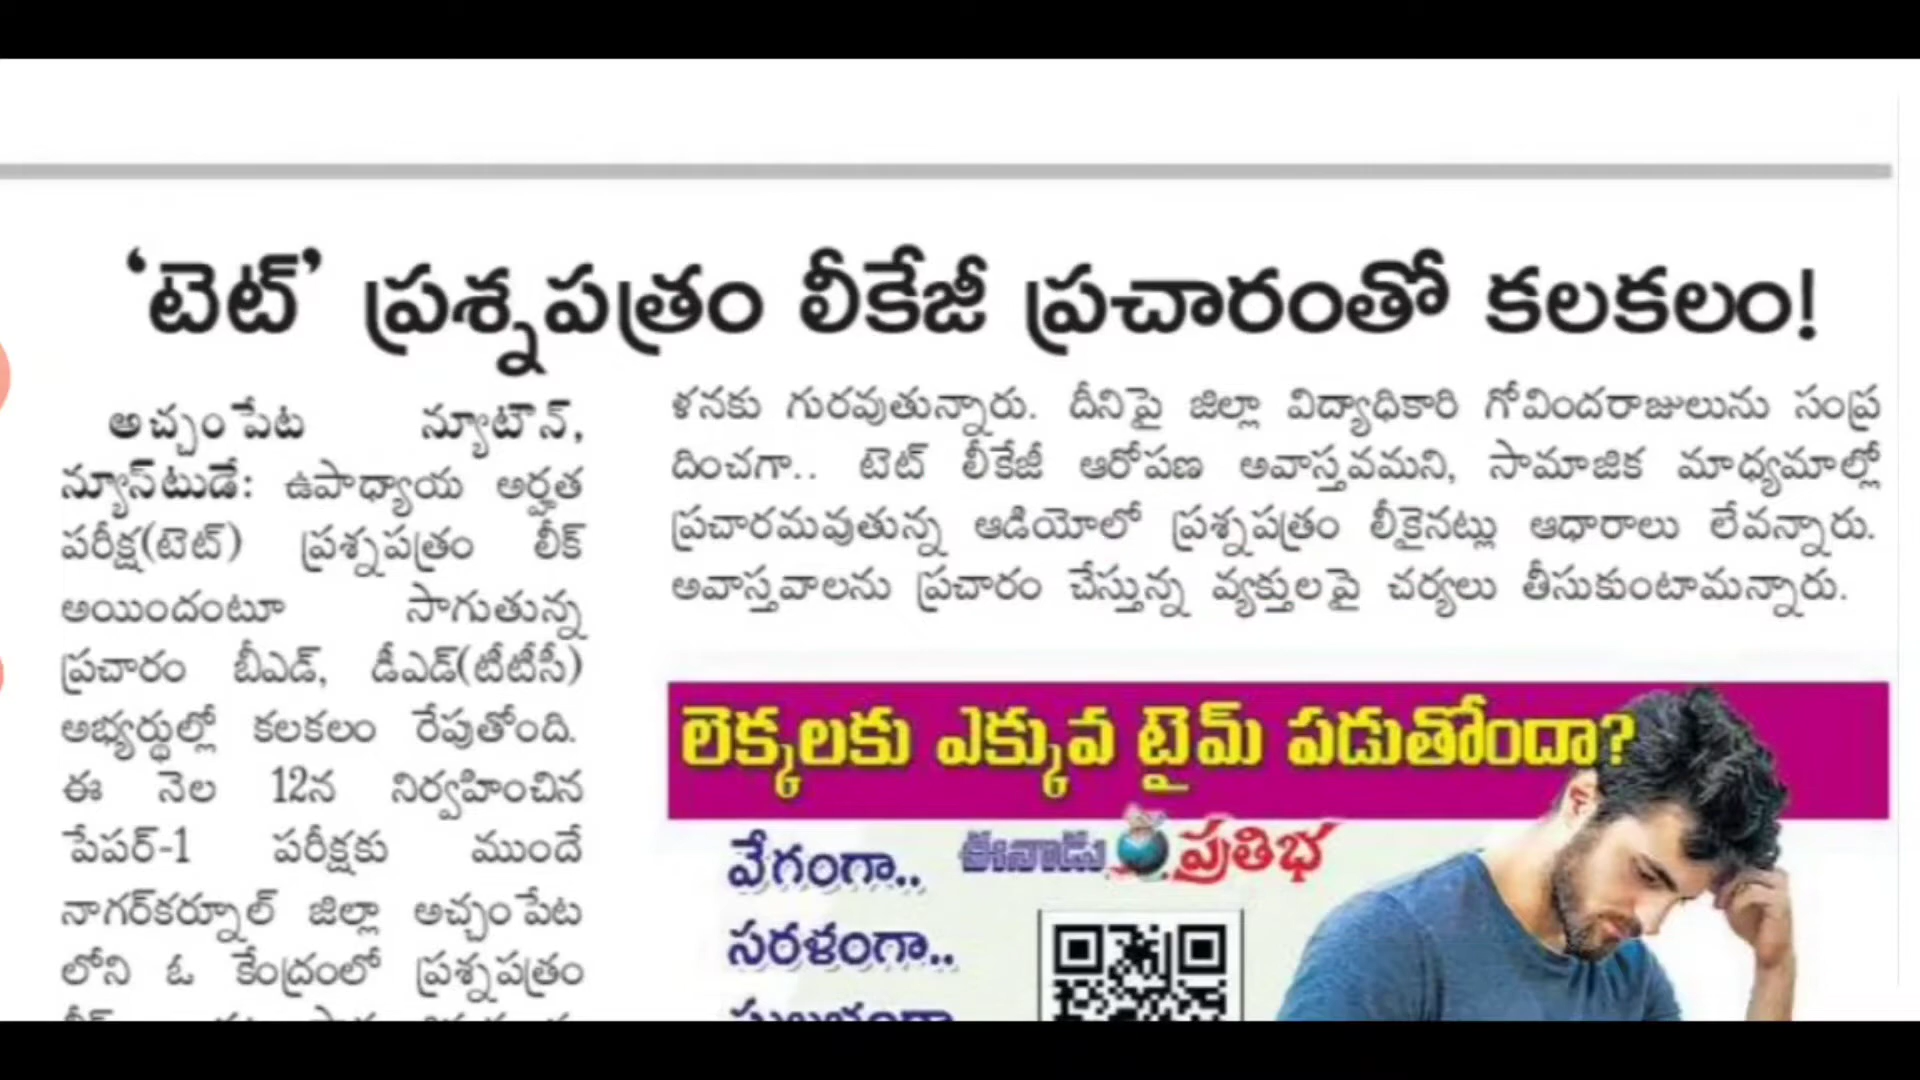 ‘టెట్’ ప్రశ్నపత్రం లీకేజీ ప్రచారంతో కలకలం!
అచ్చంపేట న్యూటౌన్,
న్యూస్‌టుడే: ఉపాధ్యాయ అర్హత
పరీక్ష(టెట్) ప్రశ్నపత్రం లీక్
అయిందంటూ సాగుతున్న
ప్రచారం బీఎడ్, డీఎడ్(టీటీసీ)
అభ్యర్థుల్లో కలకలం రేపుతోంది.
ఈ నెల 12న నిర్వహించిన
పేపర్-1 పరీక్షకు ముందే
నాగర్‌కర్నూల్ జిల్లా అచ్చంపేట
లోని ఓ కేంద్రంలో ప్రశ్నపత్రం
ళనకు గురవుతున్నారు. దీనిపై జిల్లా విద్యాధికారి గోవిందరాజులును సంప్ర
దించగా.. టెట్ లీకేజీ ఆరోపణ అవాస్తవమని, సామాజిక మాధ్యమాల్లో
ప్రచారమవుతున్న ఆడియోలో ప్రశ్నపత్రం లీకైనట్లు ఆధారాలు లేవన్నారు.
అవాస్తవాలను ప్రచారం చేస్తున్న వ్యక్తులపై చర్యలు తీసుకుంటామన్నారు.
లెక్కలకు ఎక్కువ టైమ్ పడుతోందా?
ఈనాడు ప్రతిభ
వేగంగా..
సరళంగా..